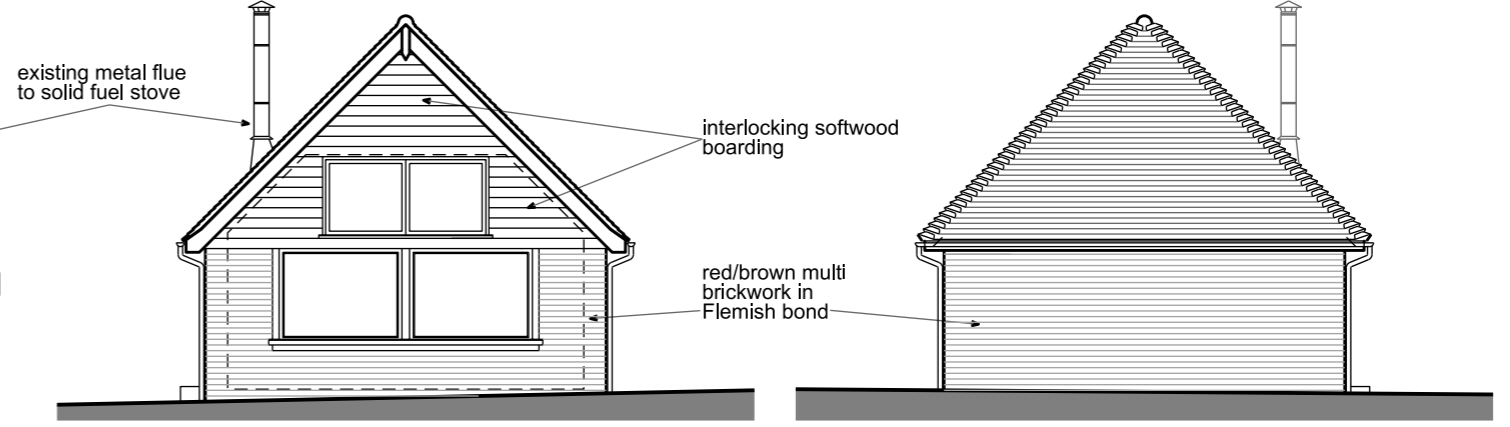 existing metal flue
to solid fuel stove
interlocking softwood
boarding
red/brown multi
brickwork in
Flemish bond